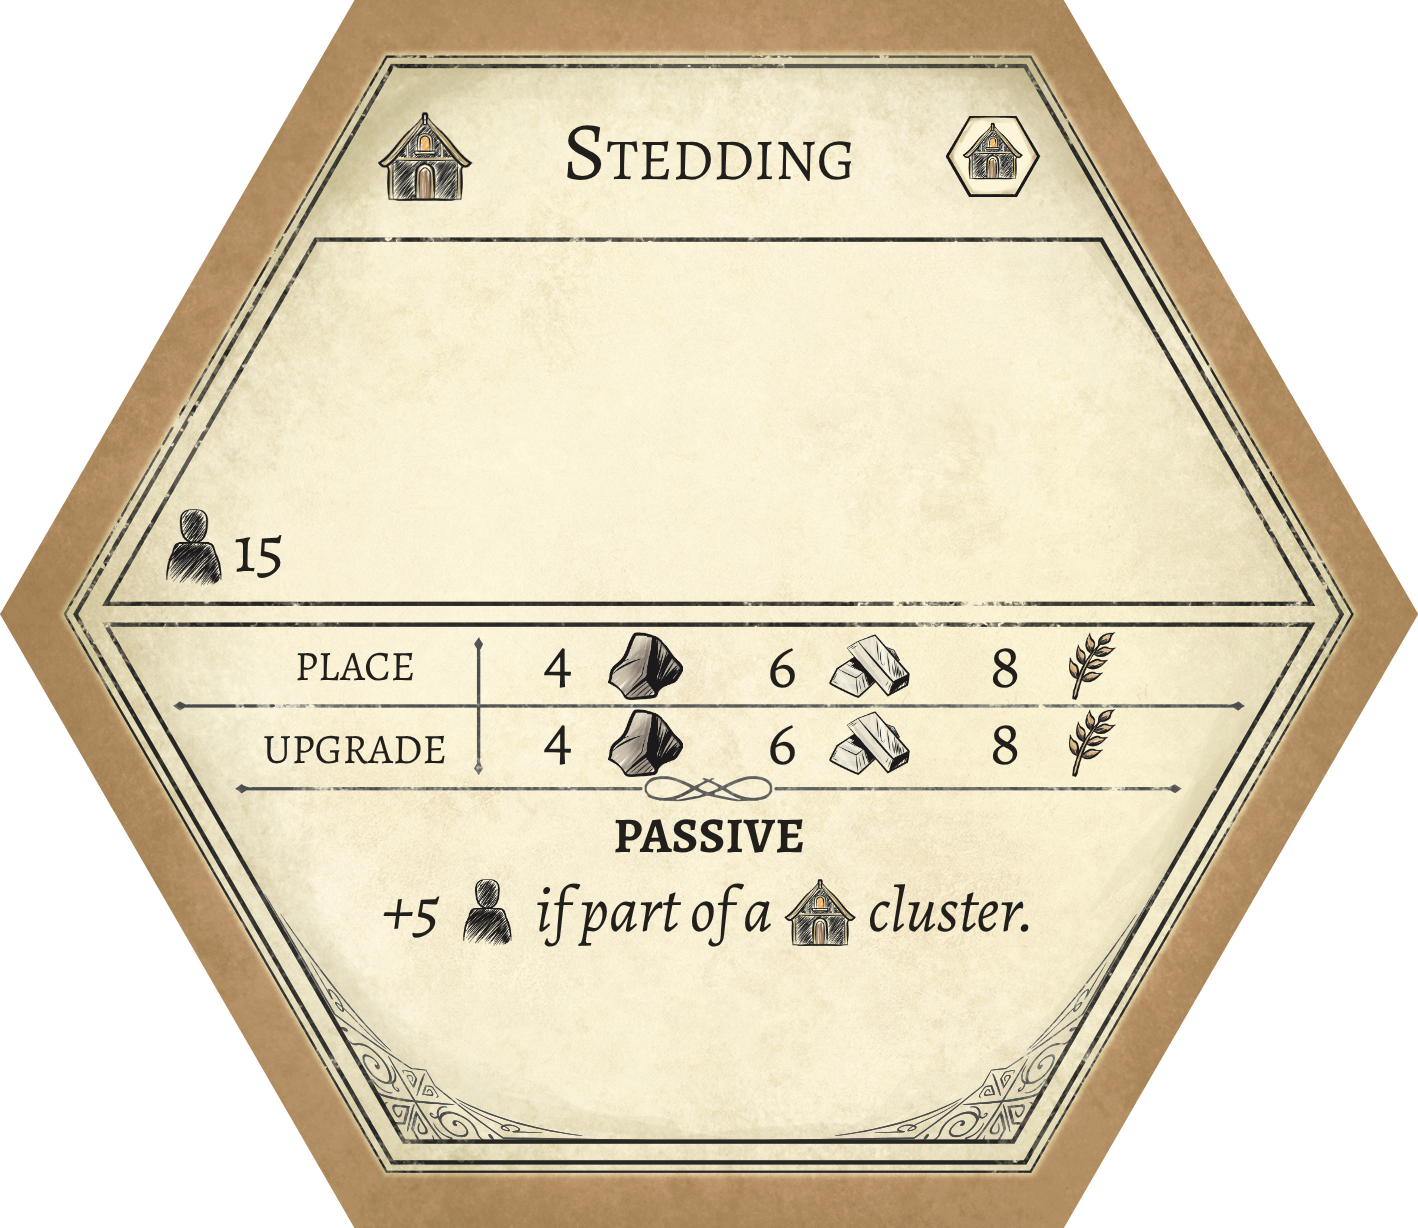 Stedding
15
PLACE 4 6 8
UPGRADE 4 6 8
PASSIVE
+5 if part of a cluster.